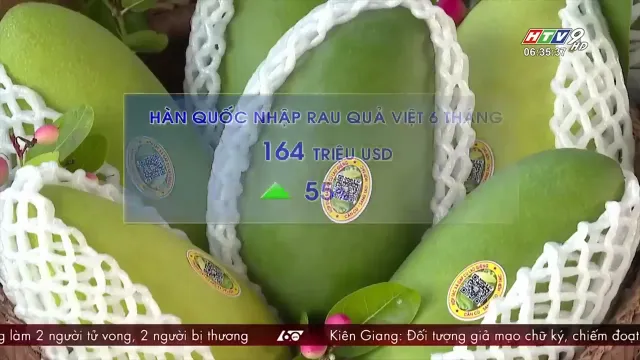 HTV9 HD
06:35:37
HÀN QUỐC NHẬP RAU QUẢ VIỆT 6 THÁNG
164 TRIỆU USD
55%
g làm 2 người tử vong, 2 người bị thương
60
Kiên Giang: Đối tượng giả mạo chữ ký, chiếm đoạt